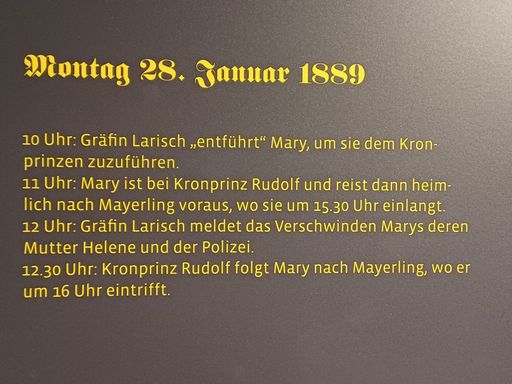 Montag 28. Januar 1889
10 Uhr: Gräfin Larisch „entführt“ Mary, um sie dem Kron-
prinzen zuzuführen.
11 Uhr: Mary ist bei Kronprinz Rudolf und reist dann heim-
lich nach Mayerling voraus, wo sie um 15.30 Uhr einlangt.
12 Uhr: Gräfin Larisch meldet das Verschwinden Marys deren
Mutter Helene und der Polizei.
12.30 Uhr: Kronprinz Rudolf folgt Mary nach Mayerling, wo er
um 16 Uhr eintrifft.